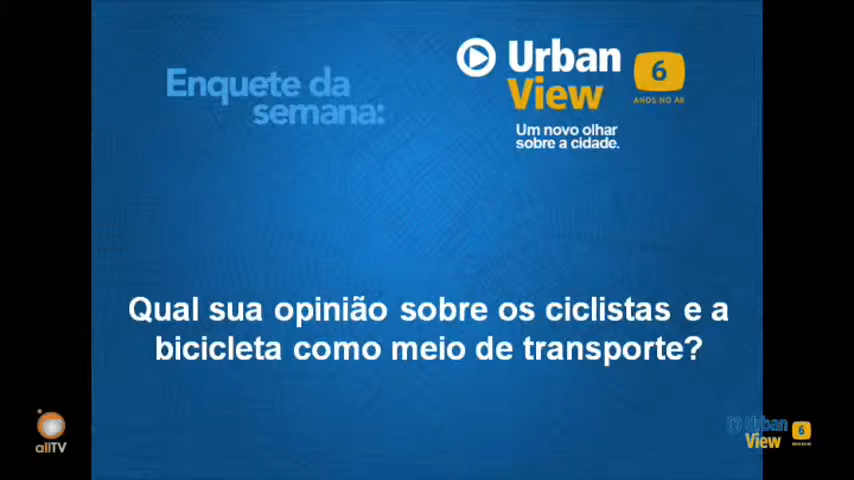 Enquete da
semana:
Urban
View
6
ANOS NO AR
Um novo olhar
sobre a cidade.
Qual sua opinião sobre os ciclistas e a
bicicleta como meio de transporte?
allTV
Urban
View
6